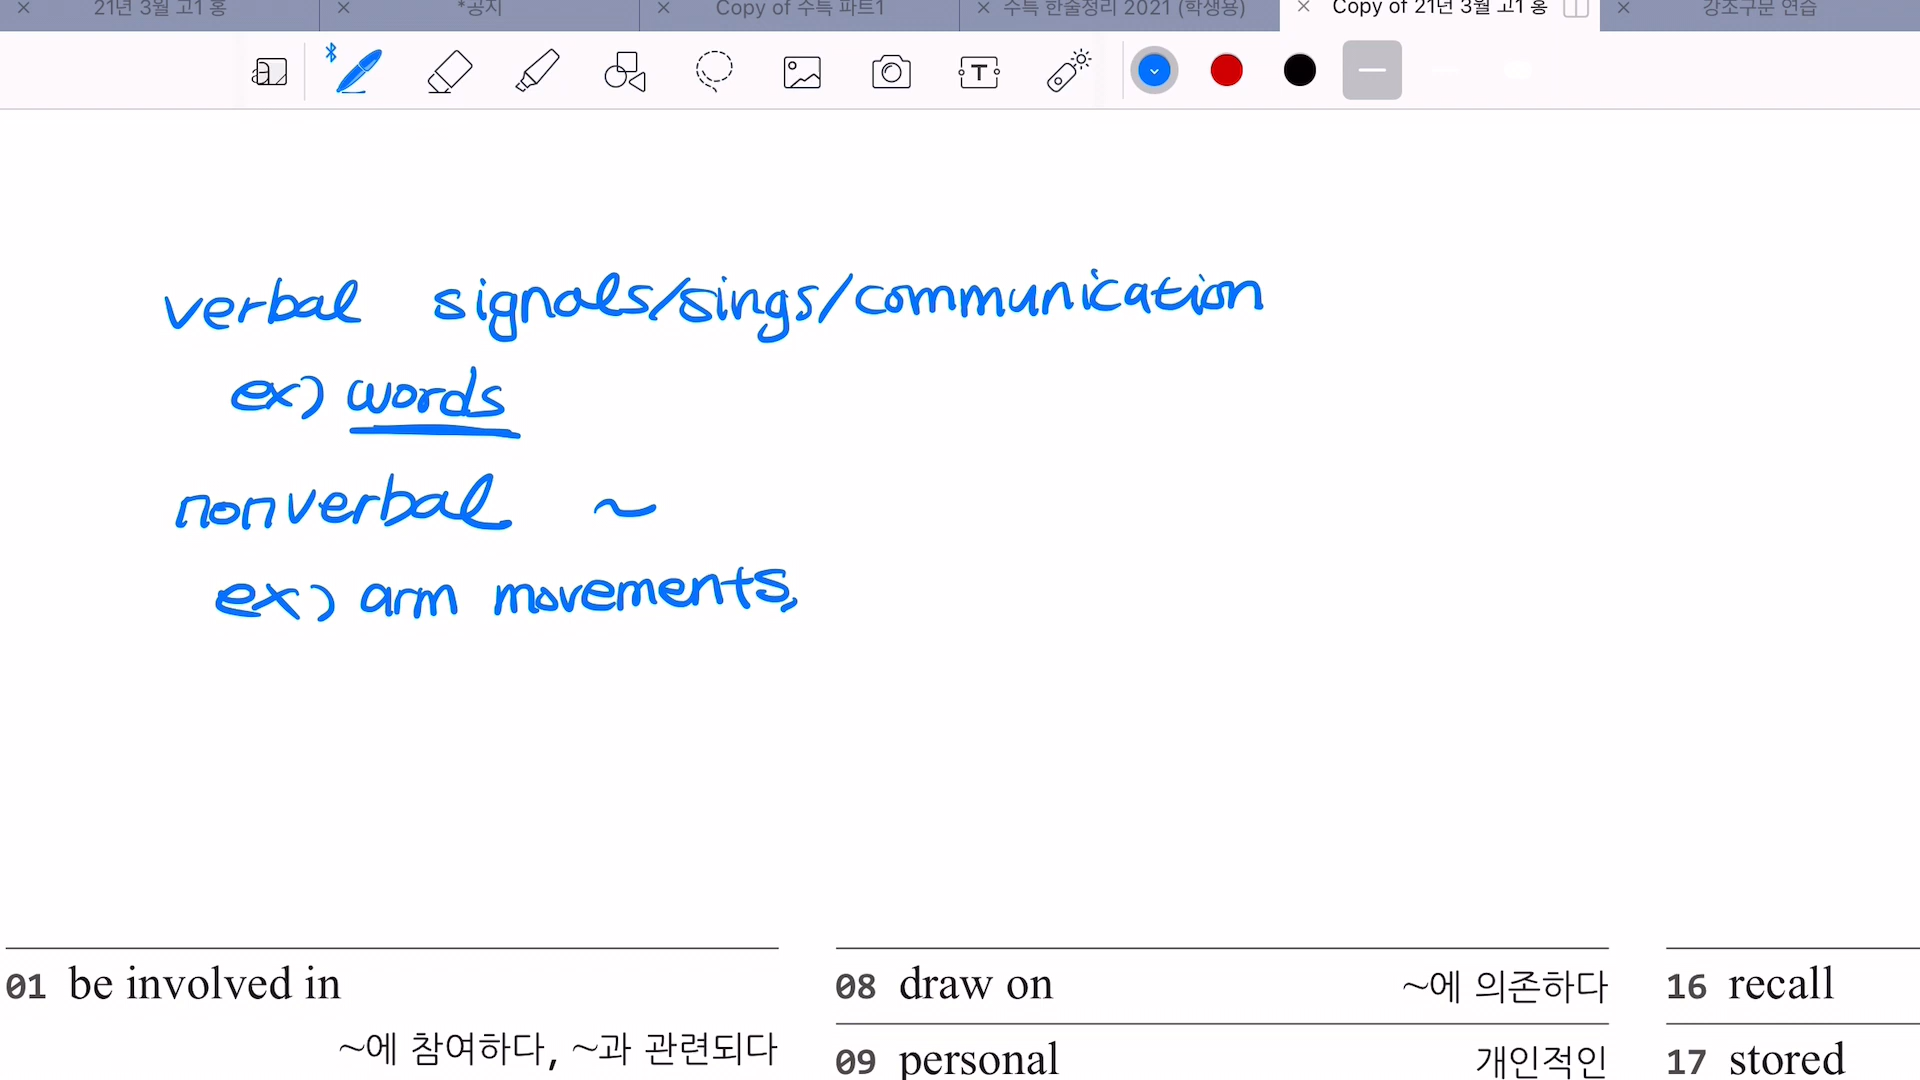 21년 3월 고1 홍
*공지
Copy of 수특 파트1
수특 한술정리 2021 (학생용)
Copy of 21년 3월 고1 홍
강조구문 연습
verbal signals/sings/communication
ex) words
nonverbal ~
ex) arm movements,
01 be involved in
~에 참여하다, ~과 관련되다
08 draw on ~에 의존하다
09 personal 개인적인
16 recall
17 stored